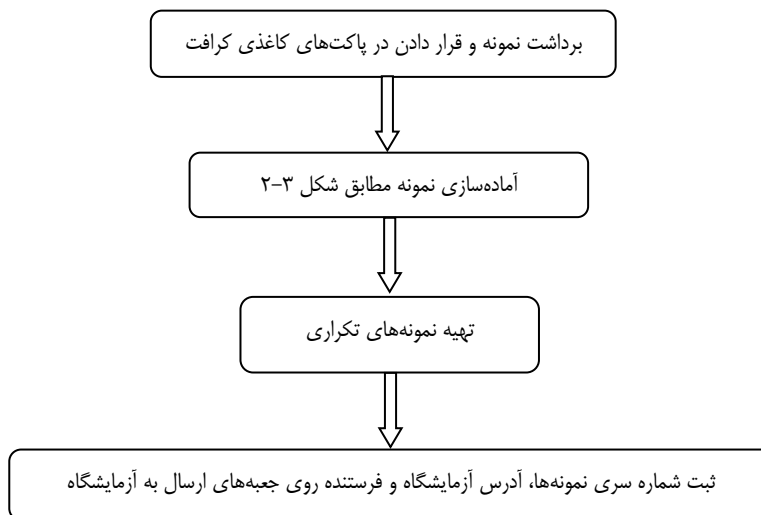 برداشت نمونه و قرار دادن در پاکت‌های کاغذی کرافت
آماده‌سازی نمونه مطابق شکل ۳-۲
تهیه نمونه‌های تکراری
ثبت شماره سری نمونه‌ها، آدرس آزمایشگاه و فرستنده روی جعبه‌های ارسال به آزمایشگاه